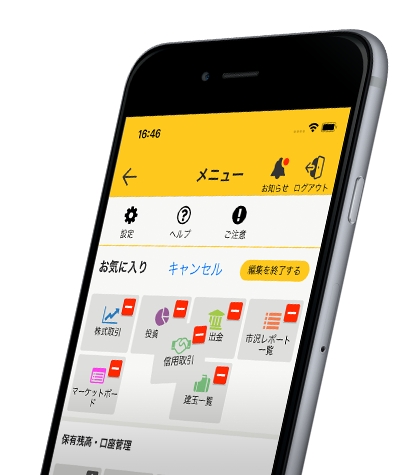 16:46
メニュー
お知らせ ログアウト
設定 ヘルプ ご注意
お気に入り キャンセル 編集を終了する
株式取引 投資 出金 市況レポート
一覧
信用取引
マーケットボー
ド
建玉一覧
保有残高・口座管理